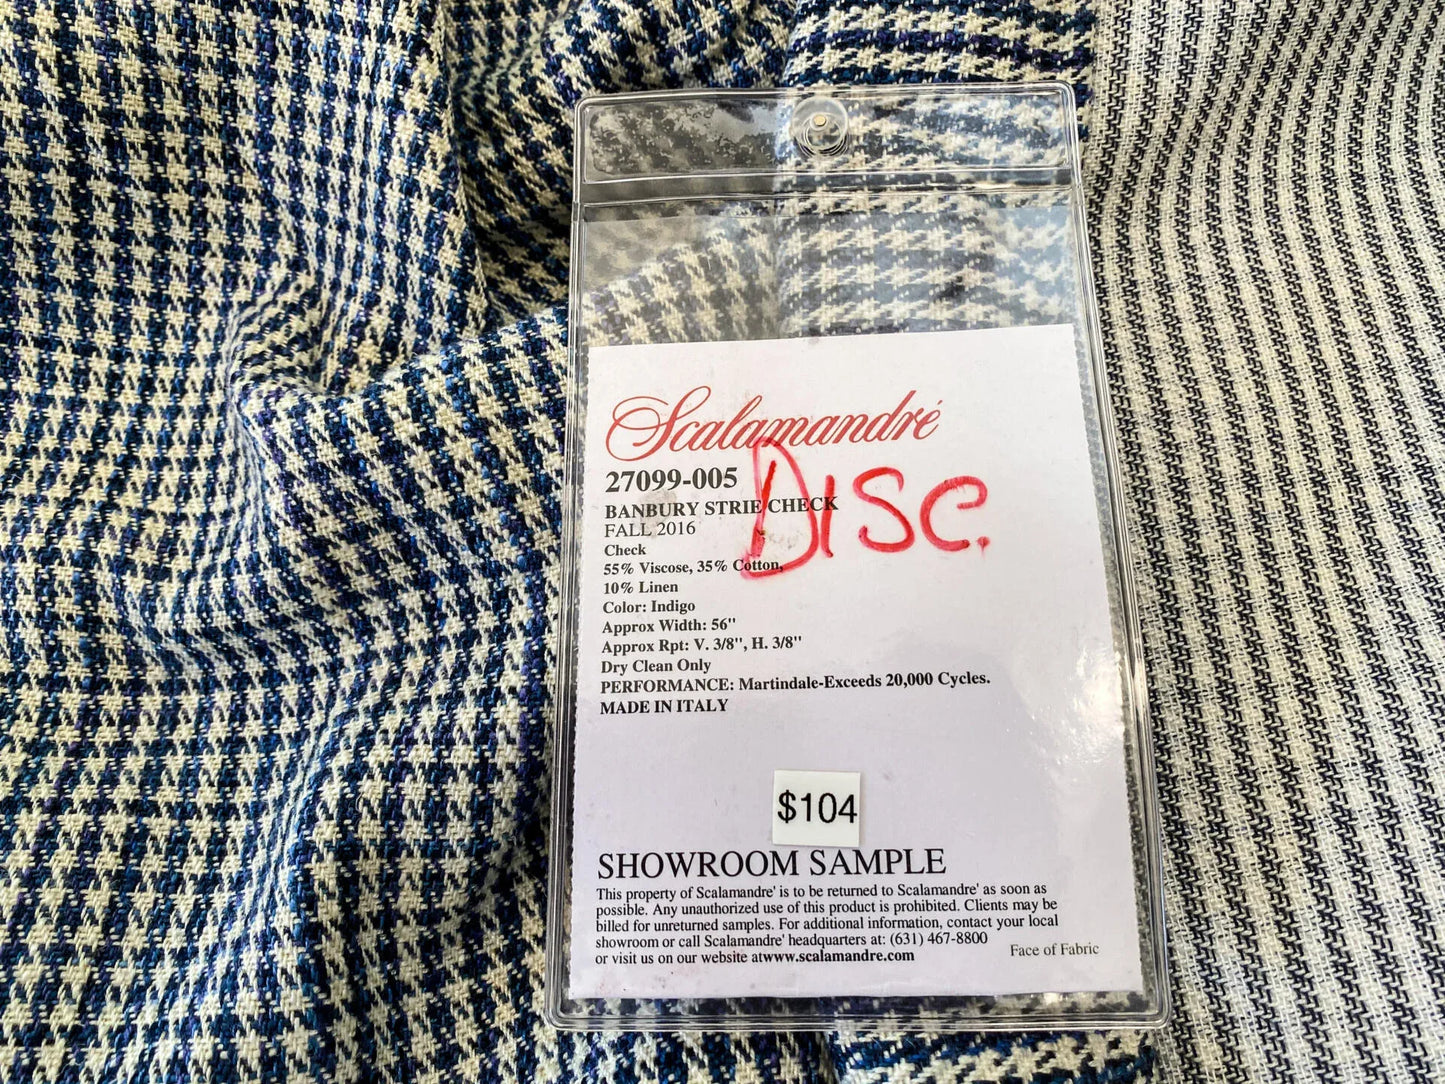 Scalamandré
27099-005
DISC.
BANBURY STRIE CHECK
FALL 2016
Check
55% Viscose, 35% Cotton,
10% Linen
Color: Indigo
Approx Width: 56"
Approx Rpt: V. 3/8", H. 3/8"
Dry Clean Only
PERFORMANCE: Martindale-Exceeds 20,000 Cycles.
MADE IN ITALY
$104
SHOWROOM SAMPLE
This property of Scalamandre' is to be returned to Scalamandre' as soon as
possible. Any unauthorized use of this product is prohibited. Clients may be
billed for unreturned samples. For additional information, contact your local
showroom or call Scalamandre' headquarters at: (631) 467-8800
or visit us on our website atwww.scalamandre.com
Face of Fabric